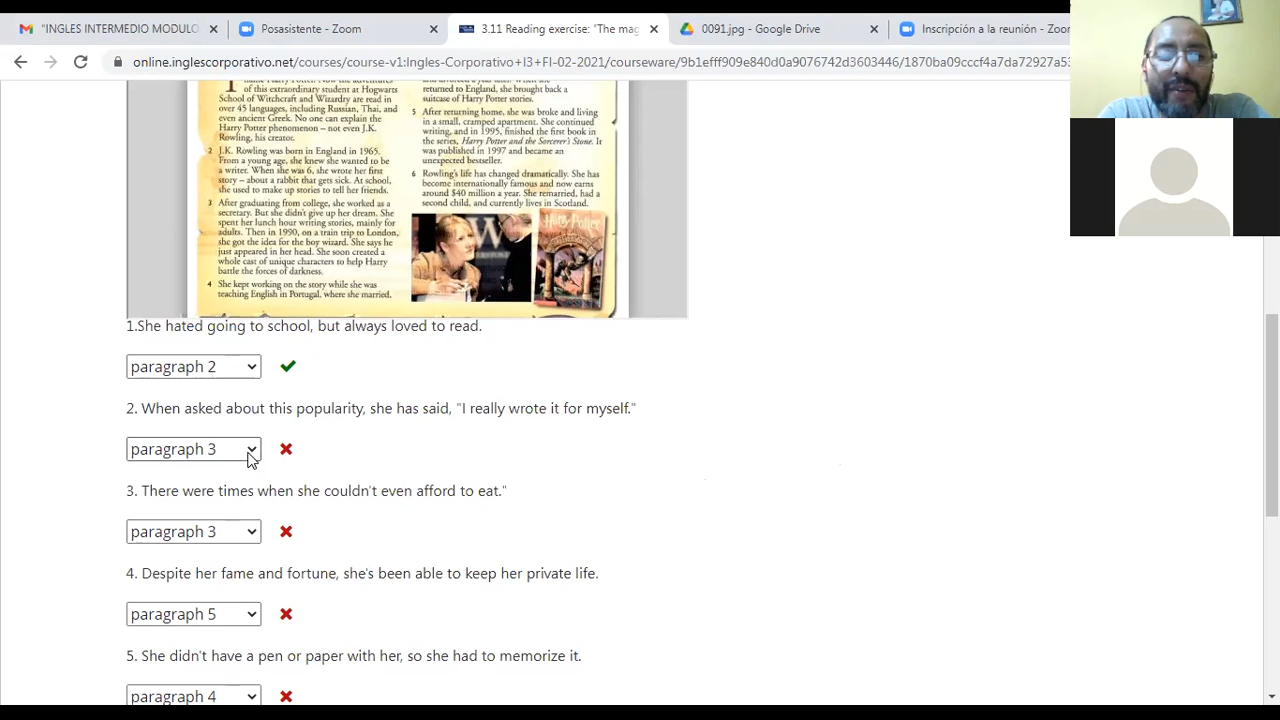 "INGLES INTERMEDIO MODULO
Posasistente - Zoom
3.11 Reading exercise: "The mag
0091.jpg - Google Drive
Inscripción a la reunión - Zoom
online.inglescorporativo.net/courses/course-v1:Ingles-Corporativo+I3+FI-02-2021/courseware/9b1efff909e840d0a9076742d3603446/1870ba09cccf4a7da72927a53
of this extraordinary student at Hogwarts
School of Witchcraft and Wizardry are read in
over 45 languages, including Russian, Thai, and
even ancient Greek. No one can explain the
Harry Potter phenomenon – not even J.K.
Rowling, his creator.
2 J.K. Rowling was born in England in 1965.
From a young age, she knew she wanted to be
a writer. When she was 6, she wrote her first
story – about a rabbit that gets sick. At school,
she used to make up stories to tell her friends.
3 After graduating from college, she worked as a
secretary. But she didn't give up her dream. She
spent her lunch hour writing stories, mainly for
adults. Then in 1990, on a train trip to London,
she got the idea for the boy wizard. She says he
just appeared in her head. She soon created a
whole cast of unique characters to help Harry
battle the forces of darkness.
4 She kept working on the story while she was
teaching English in Portugal, where she married,
returned to England, she brought back a
suitcase of Harry Potter stories.
5 After returning home, she was broke and living
in a small, cramped apartment. She continued
writing, and in 1995, finished the first book in
the series, Harry Potter and the Sorcerer's Stone. It
was published in 1997 and became an
unexpected bestseller.
6 Rowling's life has changed dramatically. She has
become internationally famous and now earns
around $40 million a year. She remarried, had a
second child, and currently lives in Scotland.
Harry Potter
1.She hated going to school, but always loved to read.
paragraph 2
2. When asked about this popularity, she has said, "I really wrote it for myself."
paragraph 3
3. There were times when she couldn't even afford to eat."
paragraph 3
4. Despite her fame and fortune, she's been able to keep her private life.
paragraph 5
5. She didn't have a pen or paper with her, so she had to memorize it.
paragraph 4